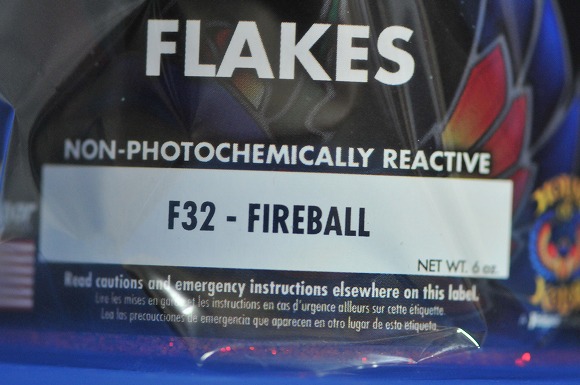 FLAKES
NON-PHOTOCHEMICALLY REACTIVE
F32 - FIREBALL
NET WT. 6 oz.
Read cautions and emergency instructions elsewhere on this label.
Lire les mises en garde et les instructions en cas d'urgence ailleurs sur cette étiquette.
Lea las precauciones de emergencia que aparecen en otro lugar de esta etiqueta.